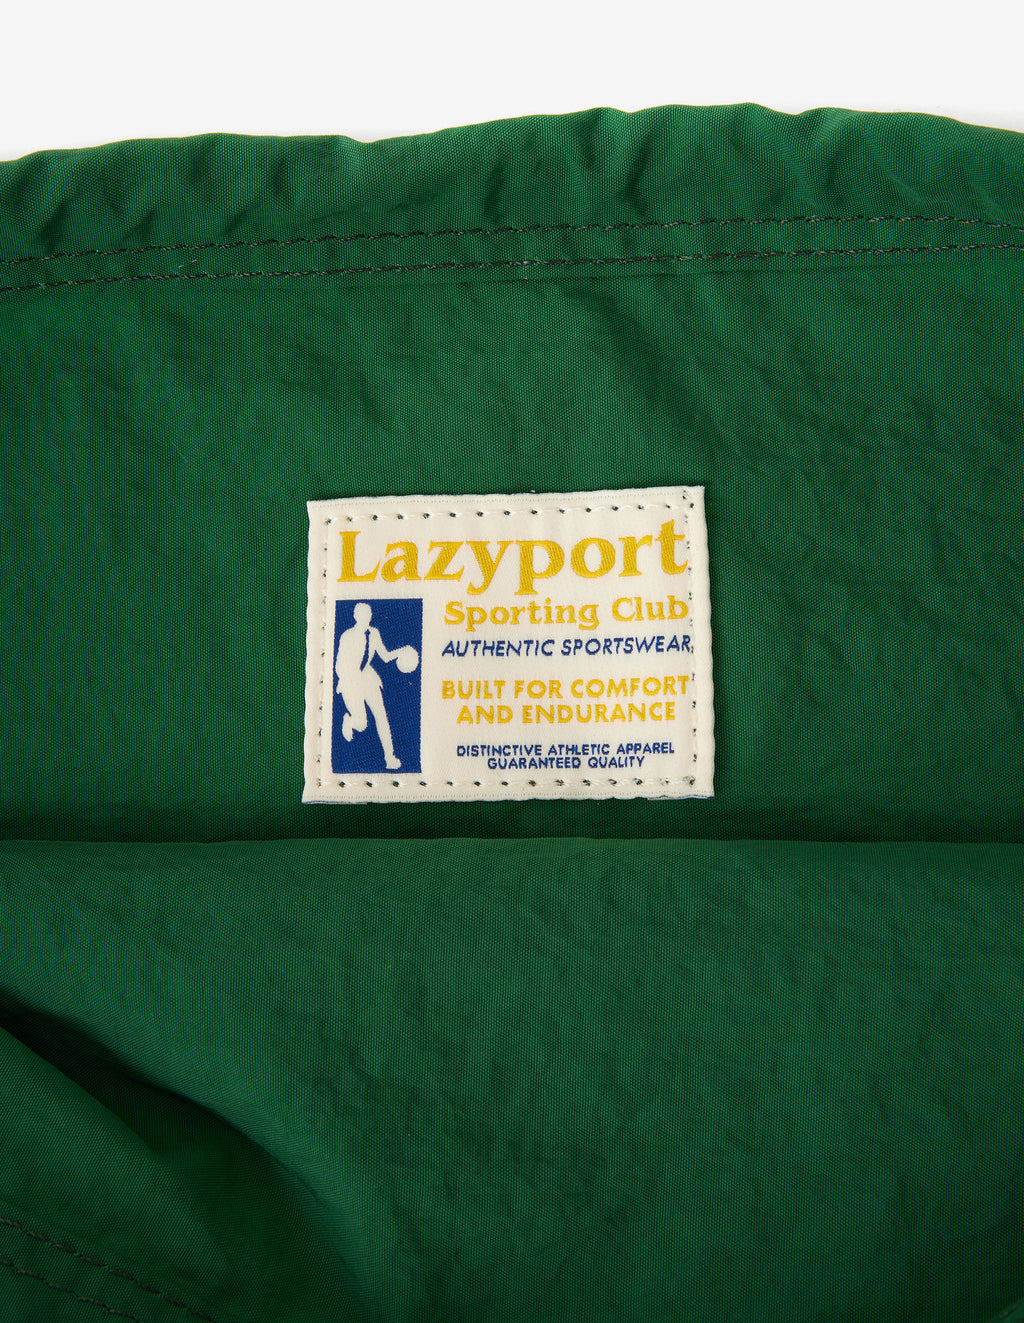 Lazyport
Sporting Club
AUTHENTIC SPORTSWEAR
BUILT FOR COMFORT
AND ENDURANCE
DISTINCTIVE ATHLETIC APPAREL
GUARANTEED QUALITY